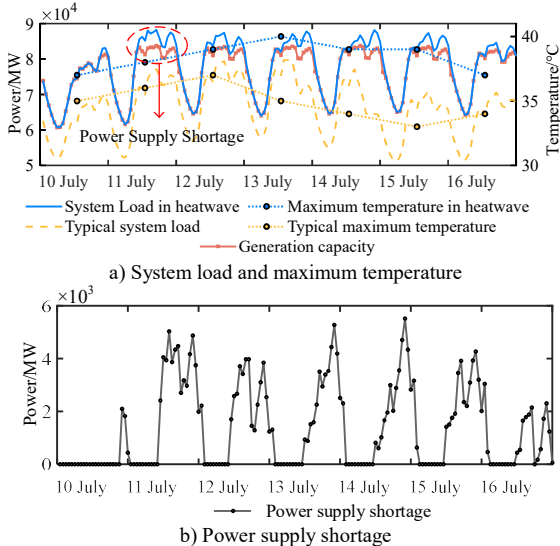 ×10⁴
9
8
7
6
5
Power/MW
40
35
30
Temperature/°C
Power Supply Shortage
10 July 11 July 12 July 13 July 14 July 15 July 16 July
System Load in heatwave Maximum temperature in heatwave
Typical system load Typical maximum temperature
Generation capacity
a) System load and maximum temperature
×10³
6
4
2
0
Power/MW
10 July 11 July 12 July 13 July 14 July 15 July 16 July
Power supply shortage
b) Power supply shortage